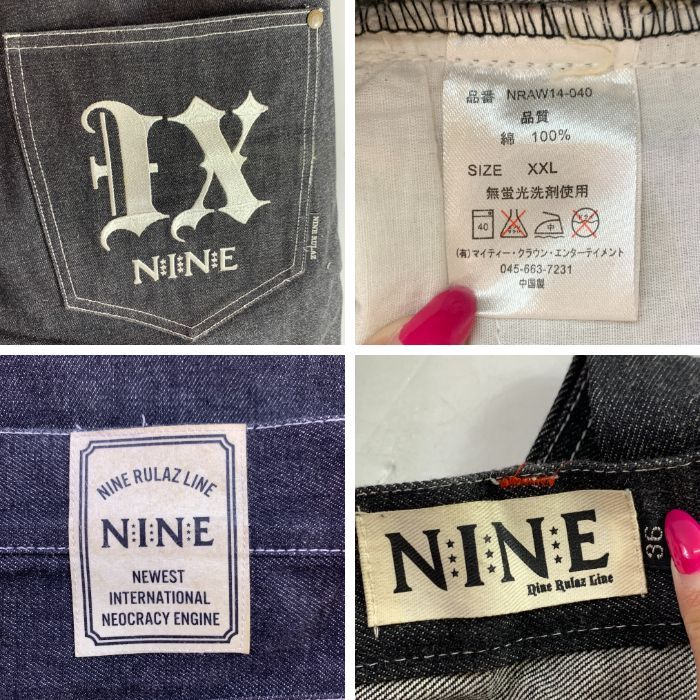 IX
N:I:N:E
NINE RULAZ
品番 NRAW14-040
品質
綿 100%
SIZE XXL
無蛍光洗剤使用
40
中
(有)マイティー・クラウン・エンターテイメント
045-663-7231
中国製
NINE RULAZ LINE
N:I:N:E
NEWEST
INTERNATIONAL
NEOCRACY ENGINE
N:I:N:E
Nine Rulaz Line
36